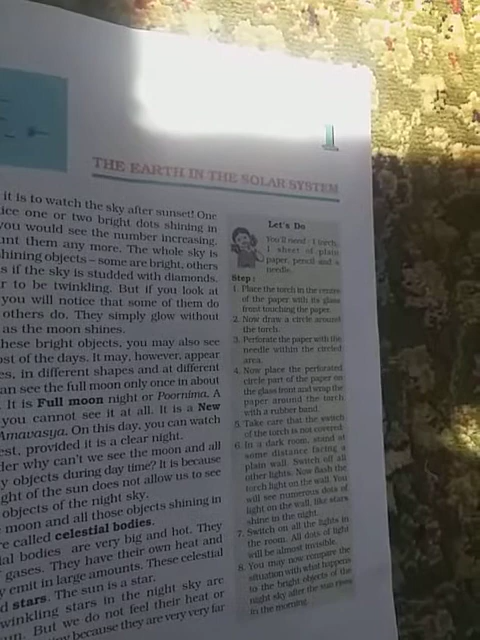 1
THE EARTH IN THE SOLAR SYSTEM
it is to watch the sky after sunset! One
ice one or two bright dots shining in
you would see the number increasing.
unt them any more. The whole sky is
hining objects – some are bright, others
s if the sky is studded with diamonds.
r to be twinkling. But if you look at
you will notice that some of them do
others do. They simply glow without
as the moon shines.
hese bright objects, you may also see
ost of the days. It may, however, appear
es, in different shapes and at different
an see the full moon only once in about
. It is Full moon night or Poornima. A
you cannot see it at all. It is a New
Amavasya. On this day, you can watch
est, provided it is a clear night.
der why can't we see the moon and all
y objects during day time? It is because
ght of the sun does not allow us to see
objects of the night sky.
moon and all those objects shining in
re called celestial bodies.
ial bodies are very big and hot. They
gases. They have their own heat and
y emit in large amounts. These celestial
d stars. The sun is a star.
winkling stars in the night sky are
un. But we do not feel their heat or
because they are very very far
Let's Do
You'll need : 1 torch,
1 sheet of plain
paper, pencil and a
needle.
Step :
1. Place the torch in the centre
of the paper with its glass
front touching the paper.
2. Now draw a circle around
the torch.
3. Perforate the paper with the
needle within the circled
area.
4. Now place the perforated
circle part of the paper on
the glass front and wrap the
paper around the torch
with a rubber band.
5. Take care that the switch
of the torch is not covered.
6. In a dark room, stand at
some distance facing a
plain wall. Switch off all
other lights. Now flash the
torch light on the wall. You
will see numerous dots of
light on the wall, like stars
shine in the night.
7. Switch on all the lights in
the room. All dots of light
will be almost invisible.
8. You may now compare the
situation with what happens
to the bright objects of the
night sky after the sun rises
in the morning.